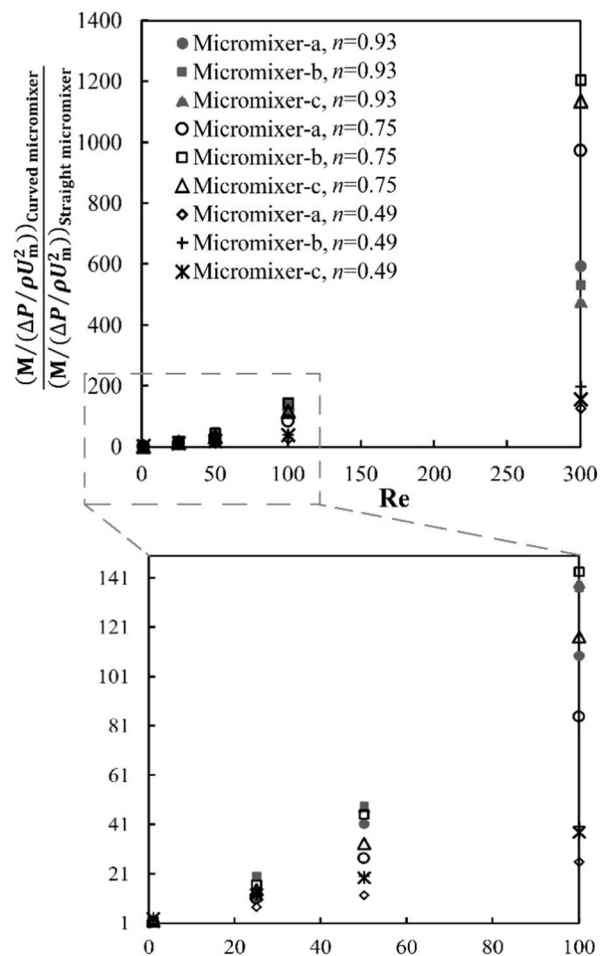 (M/(ΔP/ρU²ₘ))Curved micromixer
(M/(ΔP/ρU²ₘ))Straight micromixer
1400
1200
1000
800
600
400
200
0
Micromixer-a, n=0.93
Micromixer-b, n=0.93
Micromixer-c, n=0.93
Micromixer-a, n=0.75
Micromixer-b, n=0.75
Micromixer-c, n=0.75
Micromixer-a, n=0.49
Micromixer-b, n=0.49
Micromixer-c, n=0.49
0 50 100 150 200 250 300
Re
141
121
101
81
61
41
21
1
0 20 40 60 80 100